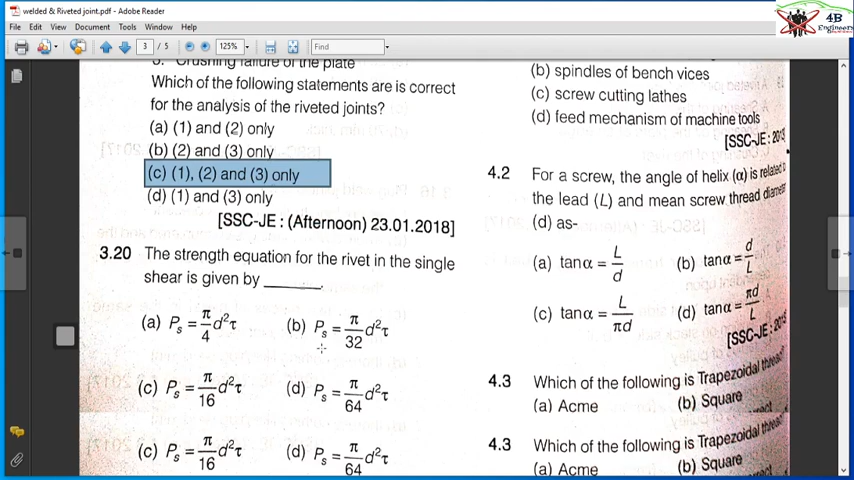 welded & Riveted joint.pdf - Adobe Reader
File Edit View Document Tools Window Help
3 / 5 125% Find
4B
Engineers
3. Crushing failure of the plate
Which of the following statements are is correct
for the analysis of the riveted joints?
(a) (1) and (2) only
(b) (2) and (3) only
(c) (1), (2) and (3) only
(d) (1) and (3) only
[SSC-JE : (Afternoon) 23.01.2018]
3.20 The strength equation for the rivet in the single
shear is given by ______.
(a) Pₛ = π/4 d²τ (b) Pₛ = π/32 d²τ
(c) Pₛ = π/16 d²τ (d) Pₛ = π/64 d²τ
(c) Pₛ = π/16 d²τ (d) Pₛ = π/64 d²τ
(b) spindles of bench vices
(c) screw cutting lathes
(d) feed mechanism of machine tools
[SSC-JE : 2013
4.2 For a screw, the angle of helix (α) is related
the lead (L) and mean screw thread
(d) as-
(a) tanα = L/d (b) tanα = d/L
(c) tanα = L/πd (d) tanα = πd/L
[SSC-JE :
4.3 Which of the following is Trapezoidal
(a) Acme (b) Square
4.3 Which of the following is Trapezoidal
(a) Acme (b) Square